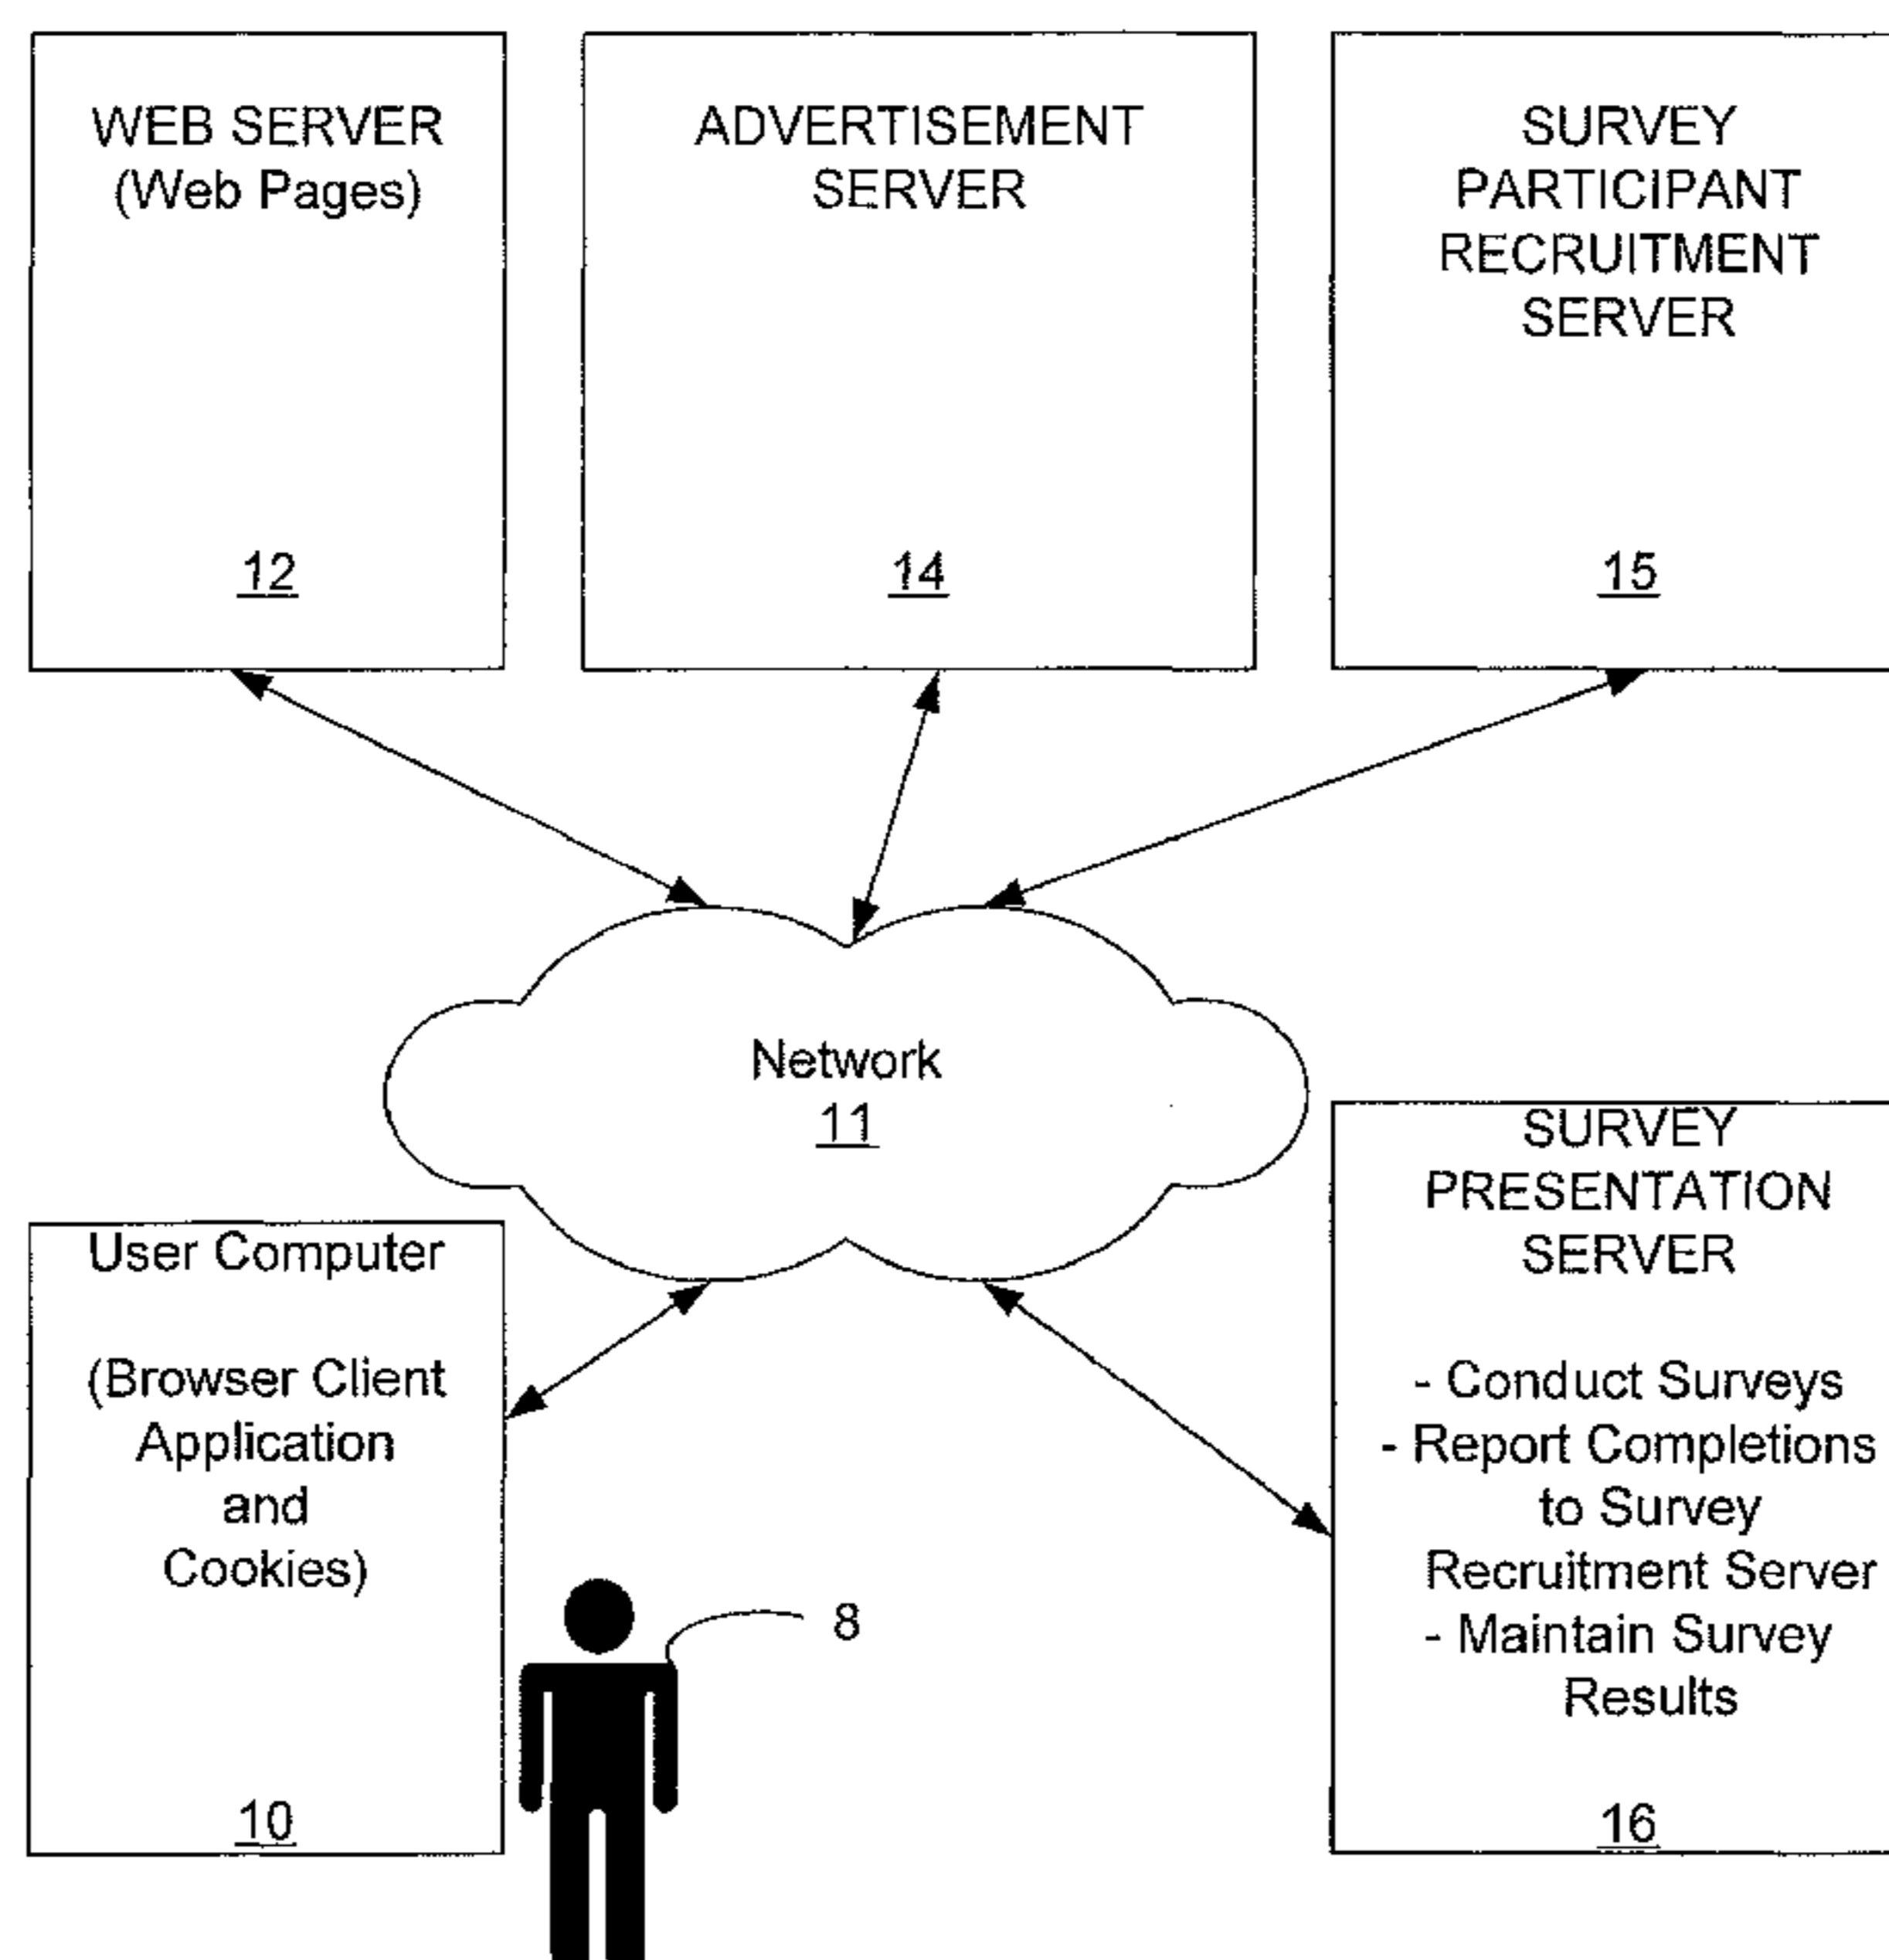 WEB SERVER
(Web Pages)
12
ADVERTISEMENT
SERVER
14
SURVEY
PARTICIPANT
RECRUITMENT
SERVER
15
Network
11
User Computer
(Browser Client
Application
and
Cookies)
10
8
SURVEY
PRESENTATION
SERVER
- Conduct Surveys
- Report Completions
to Survey
Recruitment Server
- Maintain Survey
Results
16